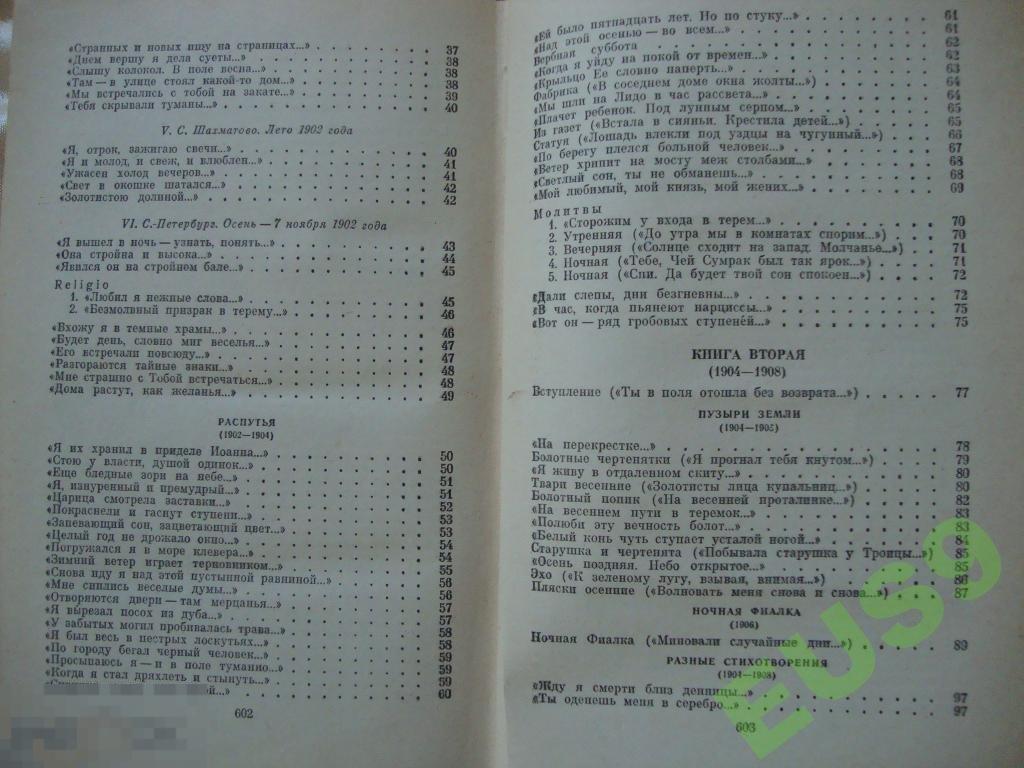 «Странных и новых ищу на страницах...» 37
«Днем вершу я дела суеты...» 38
«Слышу колокол. В поле весна...» 38
«Там — в улице стоял какой-то дом...» 38
«Мы встречались с тобой на закате...» 39
«Тебя скрывали туманы...» 40
V. С. Шахматово. Лето 1902 года
«Я, отрок, зажигаю свечи...» 40
«Я и молод, и свеж, и влюблен...» 41
«Ужасен холод вечеров...» 41
«Свет в окошке шатался...» 42
«Золотистою долиной...» 42
VI. С.-Петербург. Осень — 7 ноября 1902 года
«Я вышел в ночь — узнать, понять...» 43
«Она стройна и высока...» 44
«Явился он на стройном бале...» 45
Religio
1. «Любил я нежные слова...» 45
2. «Безмолвный призрак в терему...» 46
«Вхожу я в темные храмы...» 46
«Будет день, словно миг веселья...» 47
«Его встречали повсюду...» 47
«Разгораются тайные знаки...» 48
«Мне страшно с Тобой встречаться...» 48
«Дома растут, как желанья...» 49
РАСПУТЬЯ
(1902—1904)
«Я их хранил в приделе Иоанна...» 50
«Стою у власти, душой одинок...» 50
«Еще бледные зори на небе...» 51
«Я, изнуренный и премудрый...» 51
«Царица смотрела заставки...» 52
«Покраснели и гаснут ступени...» 53
«Запевающий сон, зацветающий цвет...» 53
«Целый год не дрожало окно...» 54
«Погружался я в море клевера...» 54
«Зимний ветер играет терновником...» 55
«Снова иду я над этой пустынной равниной...» 56
«Мне снились веселые думы...» 56
«Отворяются двери — там мерцанья...» 57
«Я вырезал посох из дуба...» 57
«У забытых могил пробивалась трава...» 58
«Я был весь в пестрых лоскутьях...» 58
«По городу бегал черный человек...» 59
«Просыпаюсь я — и в поле туманно...» 59
«Когда я стал дряхлеть и стынуть...» 59
60
602
«Ей было пятнадцать лет. Но по стуку...» 61
«Над этой осенью — во всем...» 61
Вербная суббота 62
«Когда я уйду на покой от времен...» 62
«Крыльцо Ее словно паперть...» 63
Фабрика («В соседнем доме окна жолты...») 64
«Мы шли на Лидо в час рассвета...» 64
«Плачет ребенок. Под лунным серпом...» 65
Из газет («Встала в сияньи. Крестила детей...») 65
Статуя («Лошадь влекли под уздцы на чугунный...») 66
«По берегу плелся больной человек...» 67
«Ветер хрипит на мосту меж столбами...» 68
«Светлый сон, ты не обманешь...» 68
«Мой любимый, мой князь, мой жених...» 69
Молитвы
1. «Сторожим у входа в терем...» 70
2. Утренняя («До утра мы в комнатах спорим...») 70
3. Вечерняя («Солнце сходит на запад. Молчанье...») 71
4. Ночная («Тебе, Чей Сумрак был так ярок...») 71
5. Ночная («Спи. Да будет твой сон спокоен...») 72
«Дали слепы, дни безгневны...» 72
«В час, когда пьянеют нарциссы...» 75
«Вот он — ряд гробовых ступеней...» 75
КНИГА ВТОРАЯ
(1904—1908)
Вступление («Ты в поля отошла без возврата...») 77
ПУЗЫРИ ЗЕМЛИ
(1904—1905)
«На перекрестке...» 78
Болотные чертенятки («Я прогнал тебя кнутом...») 79
«Я живу в отдаленном скиту...» 80
Твари весенние («Золотисты лица купальниц...») 80
Болотный попик («На весенней проталинке...») 82
«На весеннем пути в теремок...» 83
«Полюби эту вечность болот...» 83
«Белый конь чуть ступает усталой ногой...» 84
Старушка и чертенята («Побывала старушка у Троицы...») 85
«Осень поздняя. Небо открытое...» 85
Эхо («К зеленому лугу, взывая, внимая...») 86
Пляски осенние («Волновать меня снова и снова...») 87
НОЧНАЯ ФИАЛКА
(1906)
Ночная Фиалка («Миновали случайные дни...») 89
РАЗНЫЕ СТИХОТВОРЕНИЯ
(1904—1908)
«Жду я смерти близ денницы...» 97
«Ты оденешь меня в серебро...» 97
603
EUS9